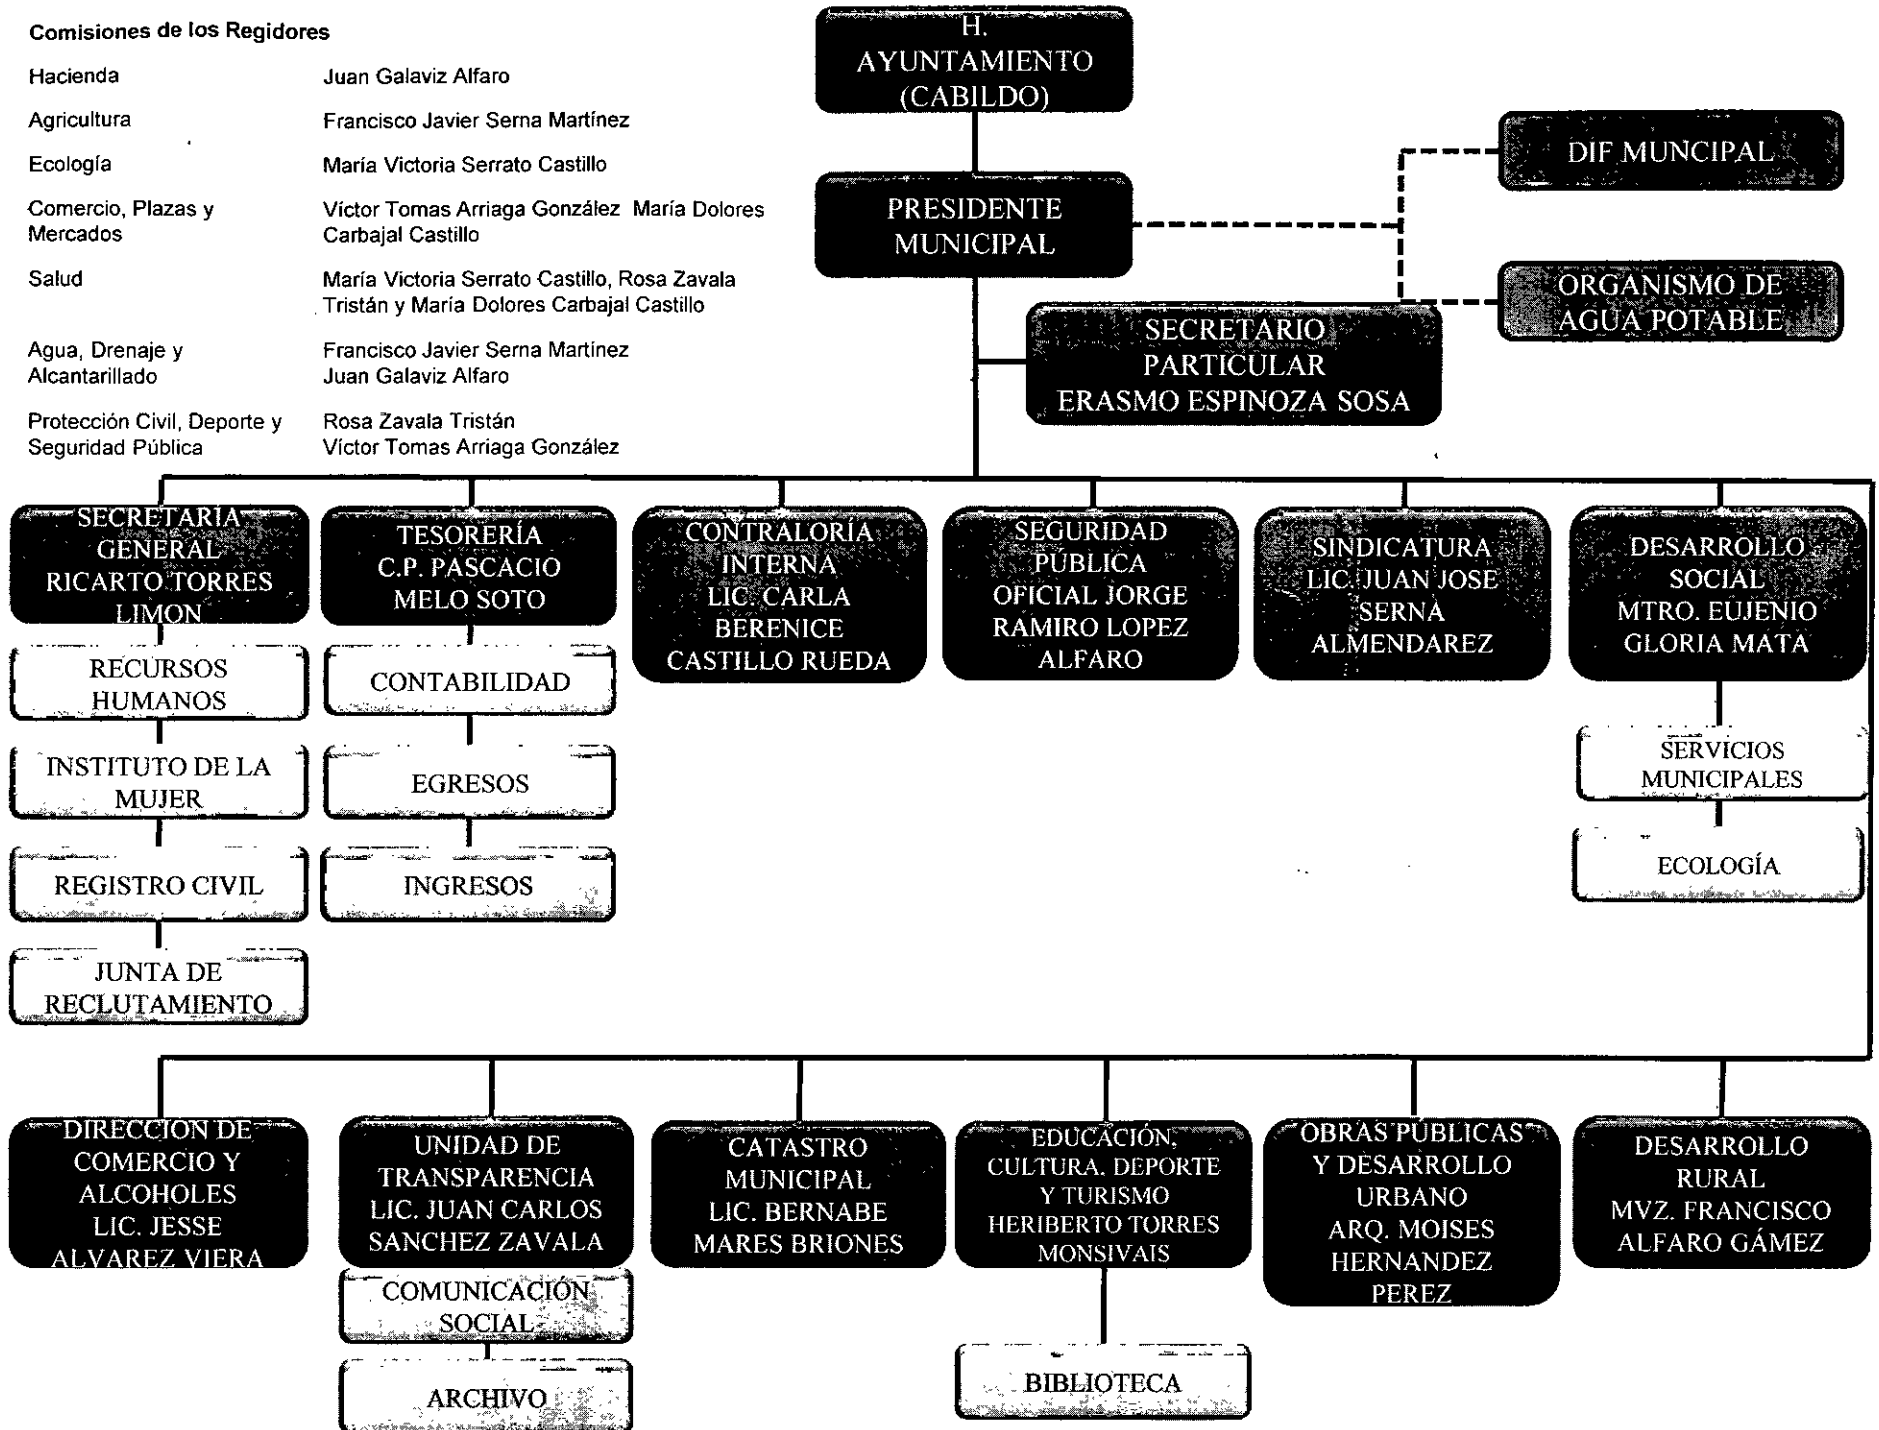 Comisiones de los Regidores
Hacienda Juan Galaviz Alfaro
Agricultura Francisco Javier Serna Martínez
Ecología María Victoria Serrato Castillo
Comercio, Plazas y Mercados
Víctor Tomas Arriaga González María Dolores
Carbajal Castillo
Salud
María Victoria Serrato Castillo, Rosa Zavala
Tristán y María Dolores Carbajal Castillo
Agua, Drenaje y
Alcantarillado
Francisco Javier Serna Martínez
Juan Galaviz Alfaro
Protección Civil, Deporte y
Seguridad Pública
Rosa Zavala Tristán
Víctor Tomas Arriaga González
H.
AYUNTAMIENTO
(CABILDO)
PRESIDENTE
MUNICIPAL
DIF MUNCIPAL
ORGANISMO DE
AGUA POTABLE
SECRETARIO
PARTICULAR
ERASMO ESPINOZA SOSA
SECRETARÍA
GENERAL
RICARTO TORRES
LIMON
RECURSOS
HUMANOS
INSTITUTO DE LA
MUJER
REGISTRO CIVIL
JUNTA DE
RECLUTAMIENTO
TESORERÍA
C.P. PASCACIO
MELO SOTO
CONTABILIDAD
EGRESOS
INGRESOS
CONTRALORÍA
INTERNA
LIC. CARLA
BERENICE
CASTILLO RUEDA
SEGURIDAD
PÚBLICA
OFICIAL JORGE
RAMIRO LOPEZ
ALFARO
SINDICATURA
LIC. JUAN JOSE
SERNA
ALMENDAREZ
DESARROLLO
SOCIAL
MTRO. EUJENIO
GLORIA MATA
SERVICIOS
MUNICIPALES
ECOLOGÍA
DIRECCION DE
COMERCIO Y
ALCOHOLES
LIC. JESSE
ALVAREZ VIERA
UNIDAD DE
TRANSPARENCIA
LIC. JUAN CARLOS
SANCHEZ ZAVALA
COMUNICACIÓN
SOCIAL
ARCHIVO
CATASTRO
MUNICIPAL
LIC. BERNABE
MARES BRIONES
EDUCACIÓN,
CULTURA. DEPORTE
Y TURISMO
HERIBERTO TORRES
MONSIVAIS
BIBLIOTECA
OBRAS PÚBLICAS
Y DESARROLLO
URBANO
ARQ. MOISES
HERNANDEZ
PEREZ
DESARROLLO
RURAL
MVZ. FRANCISCO
ALFARO GÁMEZ